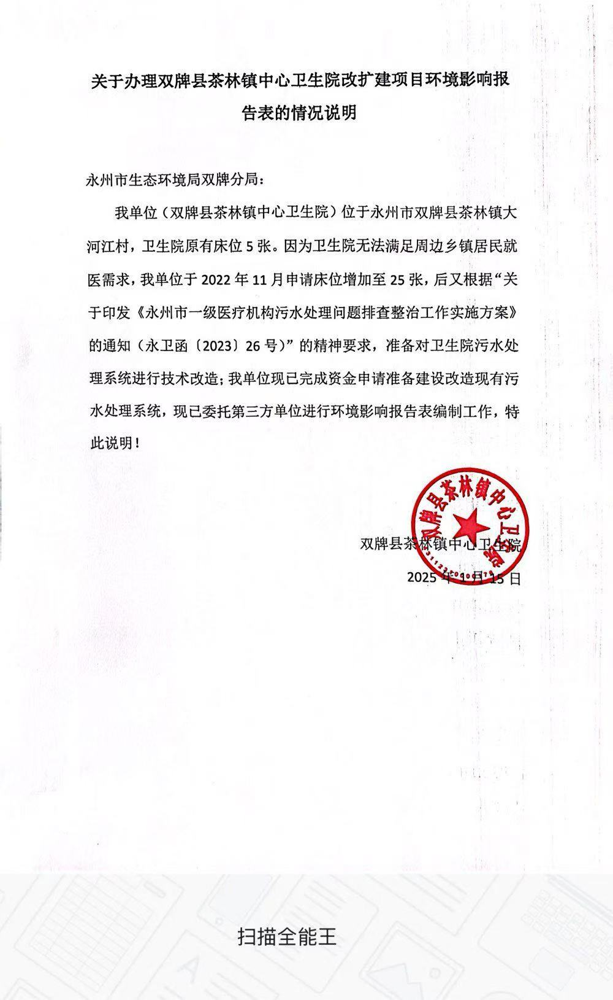 关于办理双牌县茶林镇中心卫生院改扩建项目环境影响报
告表的情况说明
永州市生态环境局双牌分局：
我单位（双牌县茶林镇中心卫生院）位于永州市双牌县茶林镇大
河江村，卫生院原有床位 5 张。因为卫生院无法满足周边乡镇居民就
医需求，我单位于 2022 年 11 月申请床位增加至 25 张，后又根据“关
于印发《永州市一级医疗机构污水处理问题排查整治工作实施方案》
的通知（永卫函〔2023〕26 号）”的精神要求，准备对卫生院污水处
理系统进行技术改造；我单位现已完成资金申请准备建设改造现有污
水处理系统，现已委托第三方单位进行环境影响报告表编制工作，特
此说明！
双牌县茶林镇中心卫生院
双牌县茶林镇中心卫生院
2025 年 1 月 15 日
扫描全能王